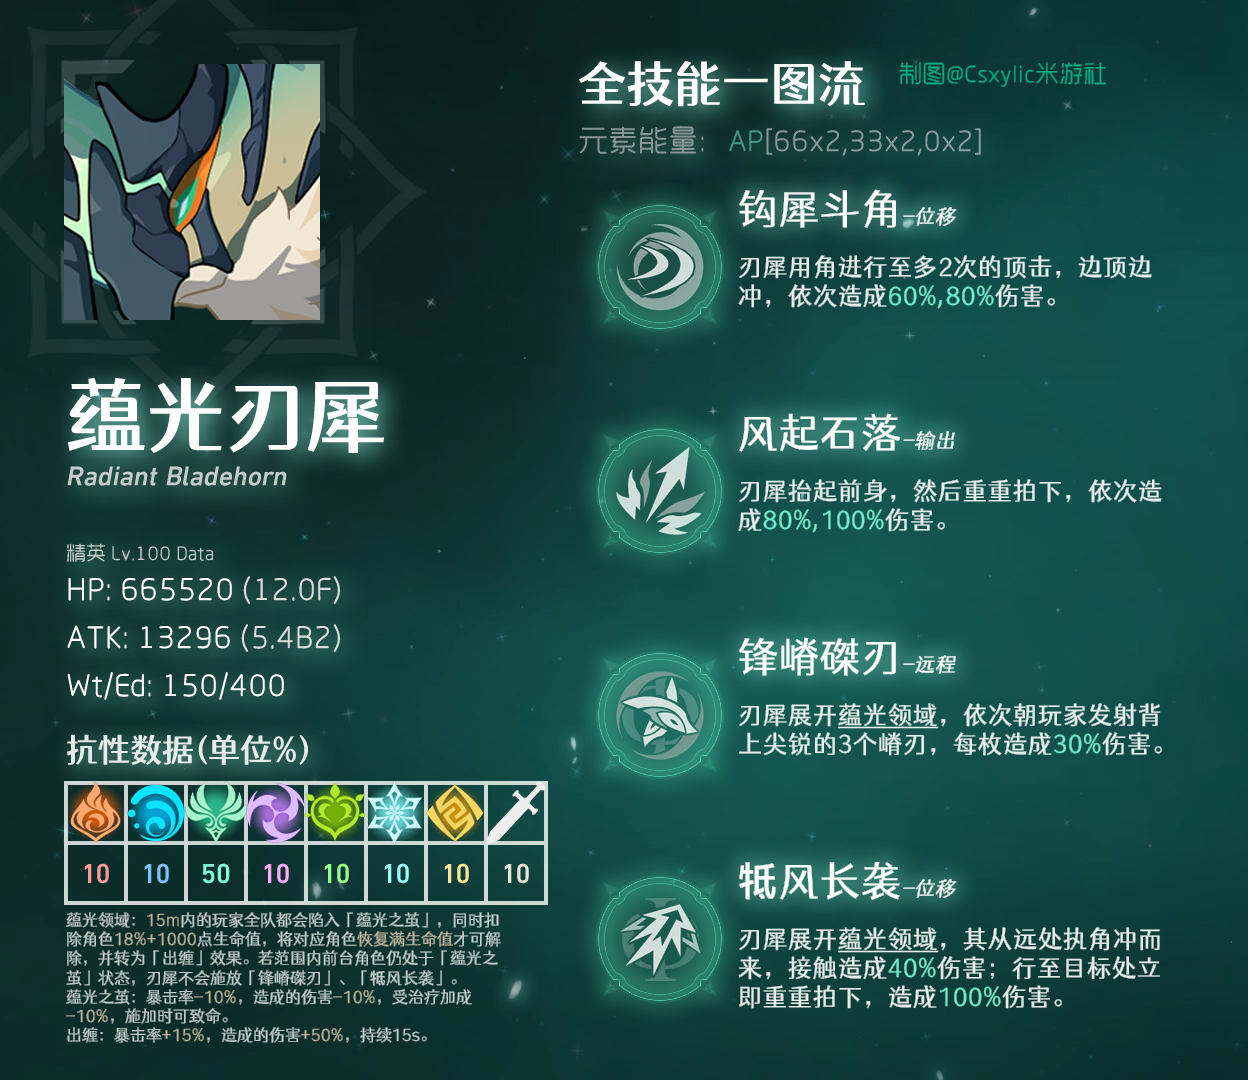 全技能一图流
制图@Csxylic米游社
元素能量: AP[66x2,33x2,0x2]
钩犀斗角-位移
刃犀用角进行至多2次的顶击，边顶边
冲，依次造成60%,80%伤害。
风起石落-输出
刃犀抬起前身，然后重重拍下，依次造
成80%,100%伤害。
锋嵴磔刃-远程
刃犀展开蕴光领域，依次朝玩家发射背
上尖锐的3个嵴刃，每枚造成30%伤害。
牴风长袭-位移
刃犀展开蕴光领域，其从远处执角冲而
来，接触造成40%伤害；行至目标处立
即重重拍下，造成100%伤害。
蕴光刃犀
Radiant Bladehorn
精英 Lv.100 Data
HP: 665520 (12.0F)
ATK: 13296 (5.4B2)
Wt/Ed: 150/400
抗性数据(单位%)
10 10 50 10 10 10 10 10
蕴光领域：15m内的玩家全队都会陷入「蕴光之茧」，同时扣
除角色18%+1000点生命值，将对应角色恢复满生命值才可解
除，并转为「出缠」效果。若范围内前台角色仍处于「蕴光之
茧」状态，刃犀不会施放「锋嵴磔刃」、「牴风长袭」。
蕴光之茧：暴击率-10%，造成的伤害-10%，受治疗加成
-10%，施加时可致命。
出缠：暴击率+15%，造成的伤害+50%，持续15s。